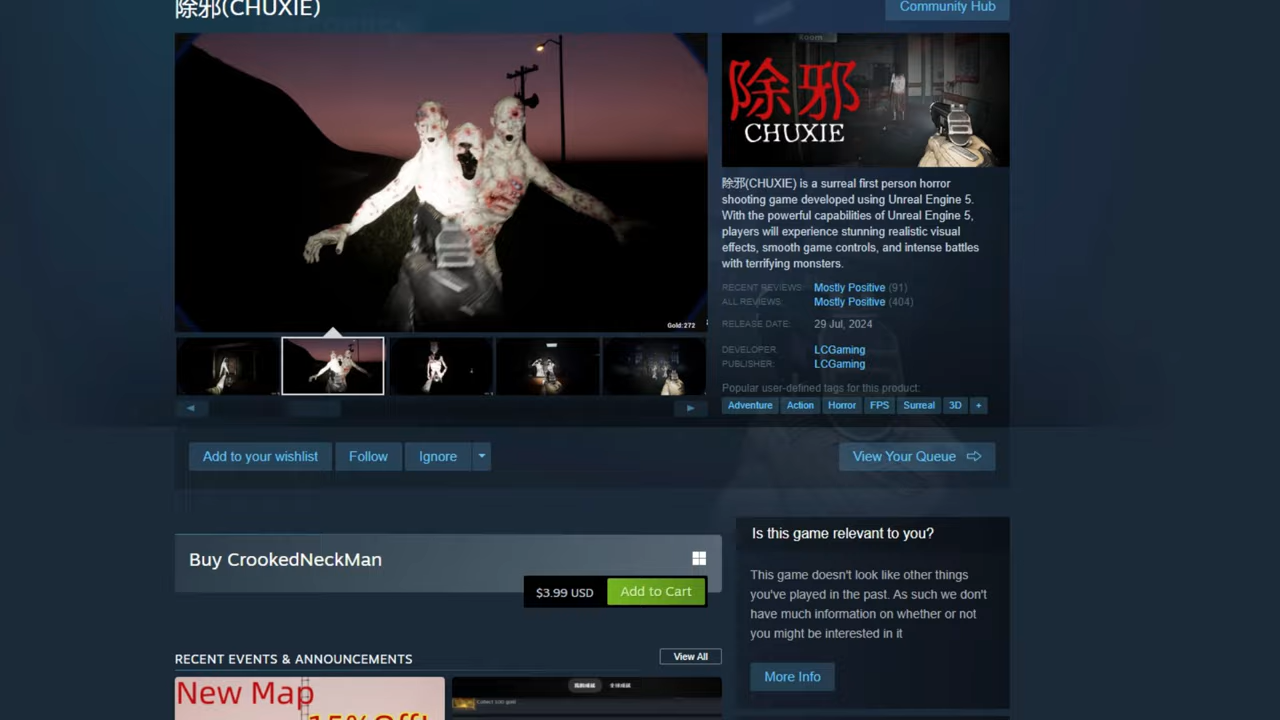 除邪(CHUXIE)
Community Hub
Room
除邪
CHUXIE
Gold:272
除邪(CHUXIE) is a surreal first person horror
shooting game developed using Unreal Engine 5.
With the powerful capabilities of Unreal Engine 5,
players will experience stunning realistic visual
effects, smooth game controls, and intense battles
with terrifying monsters.
RECENT REVIEWS: Mostly Positive (91)
ALL REVIEWS: Mostly Positive (404)
RELEASE DATE: 29 Jul, 2024
DEVELOPER: LCGaming
PUBLISHER: LCGaming
Popular user-defined tags for this product:
Adventure Action Horror FPS Surreal 3D +
Add to your wishlist Follow Ignore View Your Queue
Buy CrookedNeckMan
$3.99 USD Add to Cart
Is this game relevant to you?
This game doesn't look like other things
you've played in the past. As such we don't
have much information on whether or not
you might be interested in it
More Info
RECENT EVENTS & ANNOUNCEMENTS View All
New Map
15%Off!
Collect 100 gold